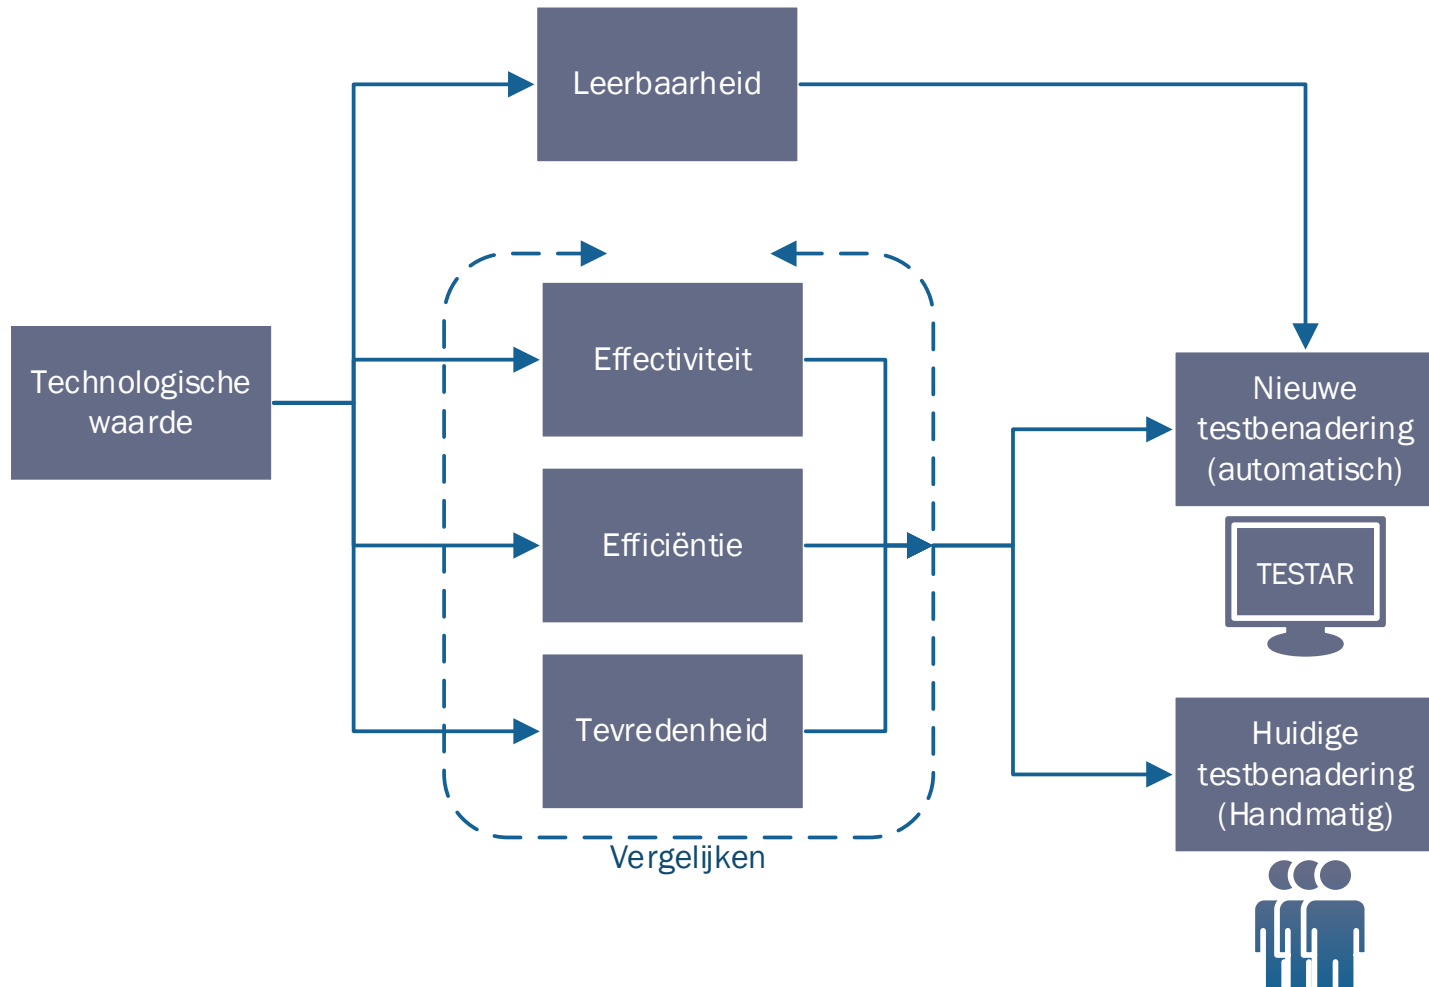 Leerbaarheid
Technologische
waarde
Effectiviteit
Efficiëntie
Tevredenheid
Vergelijken
Nieuwe
testbenadering
(automatisch)
TESTAR
Huidige
testbenadering
(Handmatig)